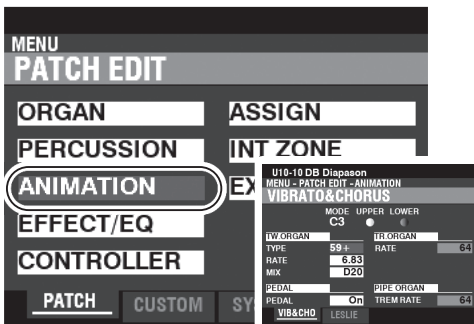 MENU
PATCH EDIT
ORGAN ASSIGN
PERCUSSION INT ZONE
ANIMATION EX
EFFECT/EQ
CONTROLLER
PATCH CUSTOM SY
U10-10 DB Diapason
MENU - PATCH EDIT - ANIMATION
VIBRATO&CHORUS
MODE UPPER LOWER
C3
TW.ORGAN TR.ORGAN
TYPE 59+ RATE 64
RATE 6.83
MIX D20
PEDAL PIPE ORGAN
PEDAL On TREM RATE 64
VIB&CHO LESLIE